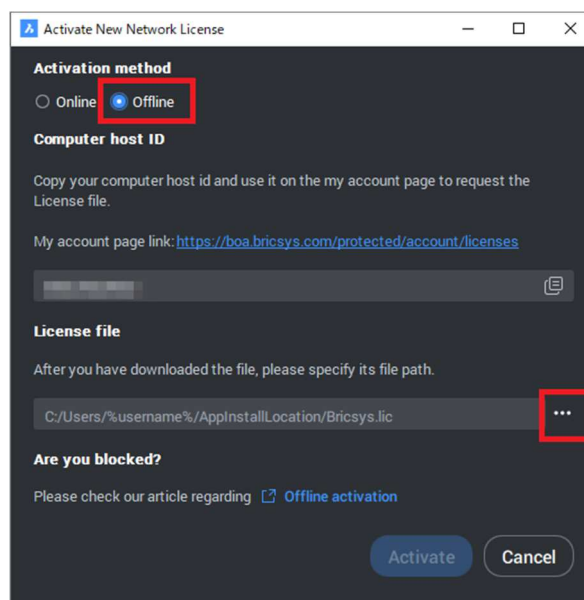 Activate New Network License
Activation method
Online Offline
Computer host ID
Copy your computer host id and use it on the my account page to request the
License file.
My account page link: https://boa.bricsys.com/protected/account/licenses
License file
After you have downloaded the file, please specify its file path.
C:/Users/%username%/AppInstallLocation/Bricsys.lic
Are you blocked?
Please check our article regarding Offline activation
Activate Cancel